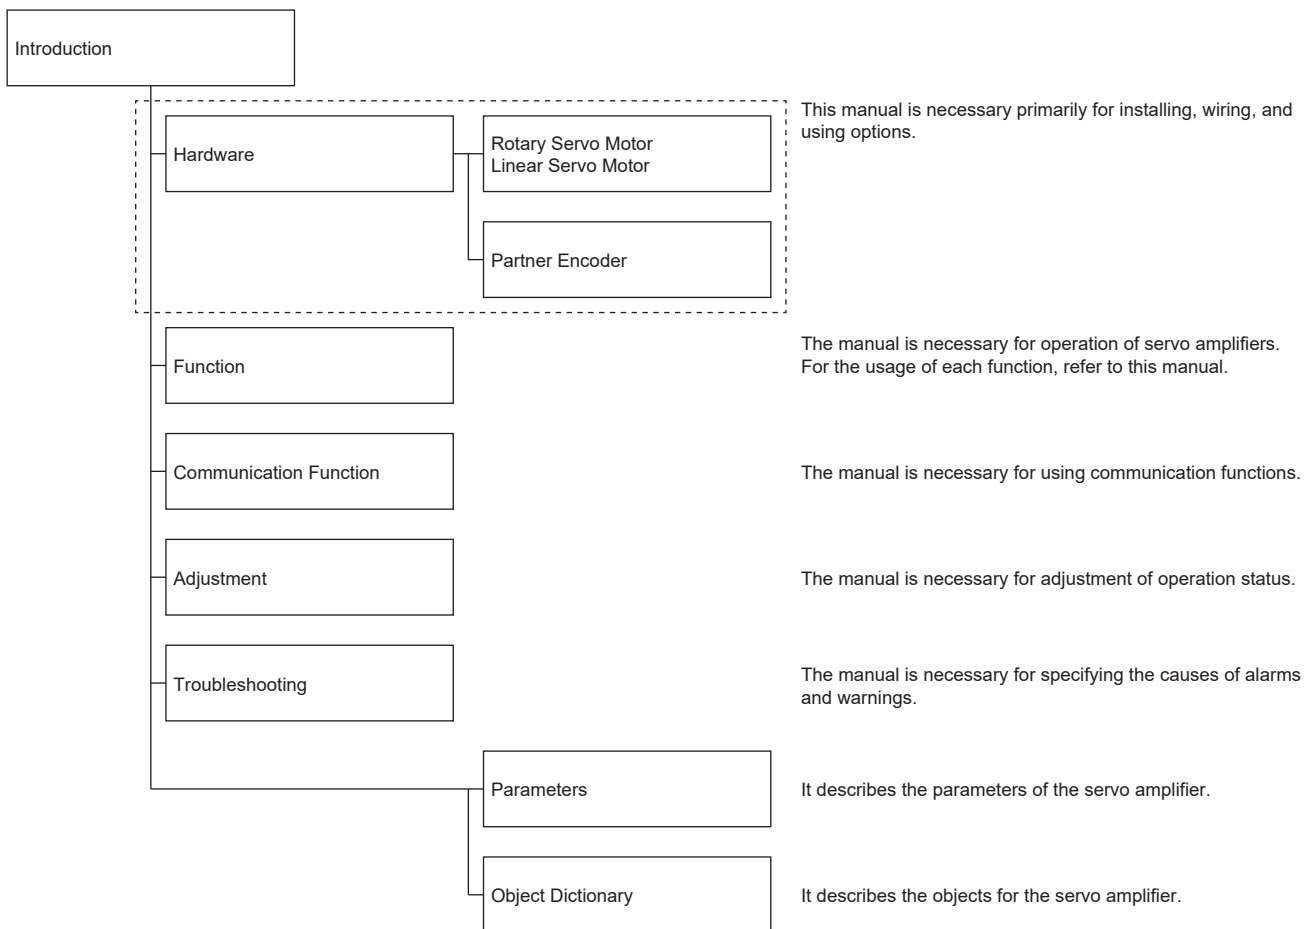 Introduction
This manual is necessary primarily for installing, wiring, and
using options.
Hardware
Rotary Servo Motor
Linear Servo Motor
Partner Encoder
Function
The manual is necessary for operation of servo amplifiers.
For the usage of each function, refer to this manual.
Communication Function
The manual is necessary for using communication functions.
Adjustment
The manual is necessary for adjustment of operation status.
Troubleshooting
The manual is necessary for specifying the causes of alarms
and warnings.
Parameters
It describes the parameters of the servo amplifier.
Object Dictionary
It describes the objects for the servo amplifier.